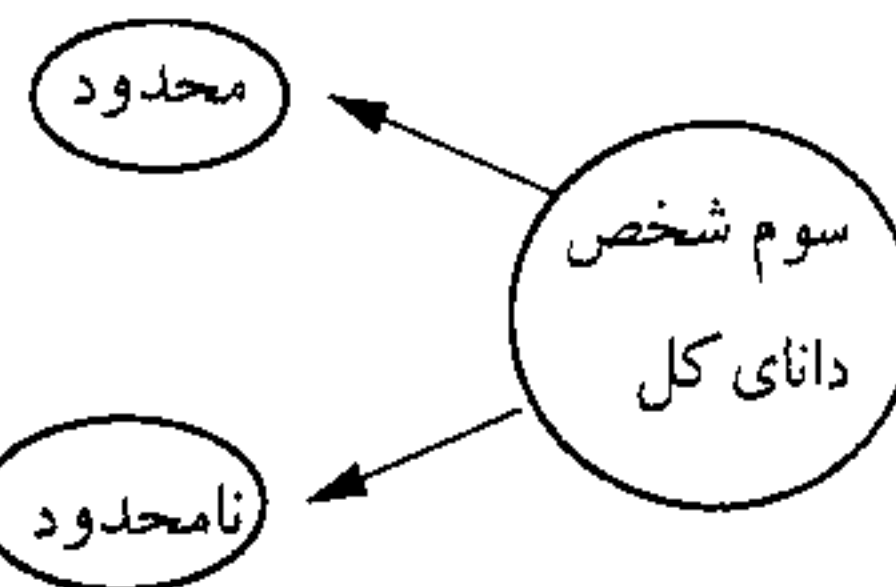 محدود
سوم شخص
دانای کل
نامحدود